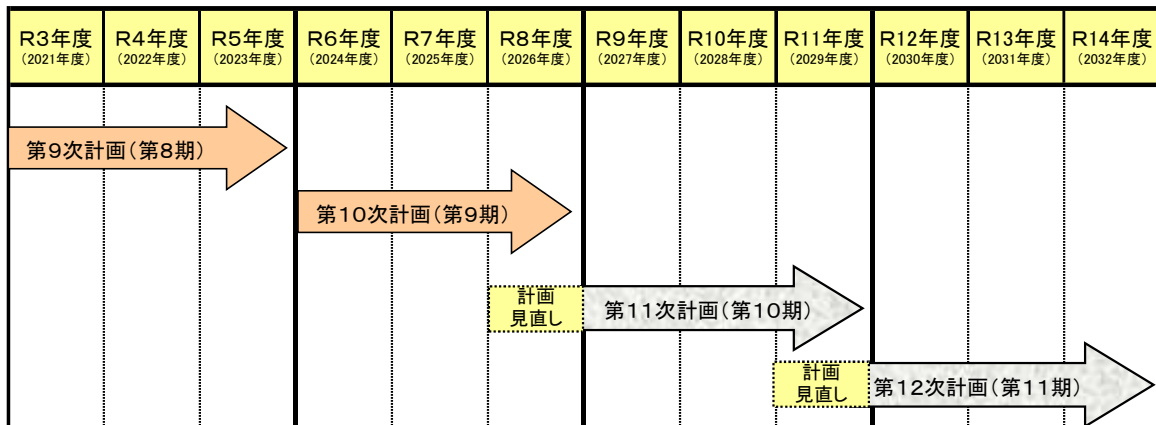 R3年度 R4年度 R5年度 R6年度 R7年度 R8年度 R9年度 R10年度 R11年度 R12年度 R13年度 R14年度
(2021年度) (2022年度) (2023年度) (2024年度) (2025年度) (2026年度) (2027年度) (2028年度) (2029年度) (2030年度) (2031年度) (2032年度)
第9次計画(第8期)
第10次計画(第9期)
計画
見直し
第11次計画(第10期)
計画
見直し
第12次計画(第11期)